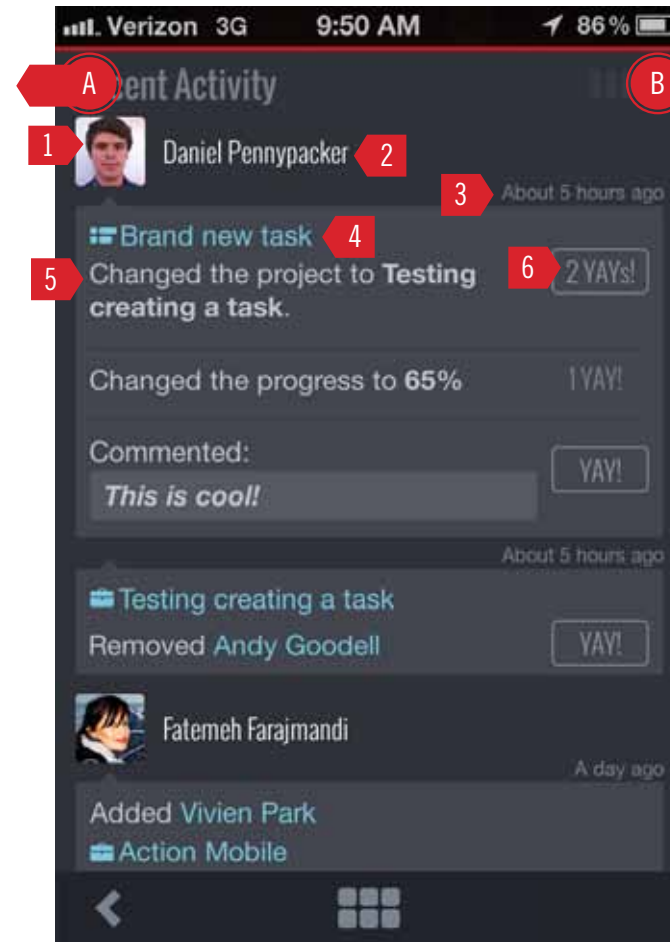 Verizon 3G 9:50 AM 86%
A cent Activity B
1 Daniel Pennypacker 2
3 About 5 hours ago
Brand new task 4
5 Changed the project to Testing 6 2 YAYs!
creating a task.
Changed the progress to 65% 1 YAY!
Commented:
YAY!
This is cool!
About 5 hours ago
Testing creating a task
Removed Andy Goodell YAY!
Fatemeh Farajmandi
A day ago
Added Vivien Park
Action Mobile